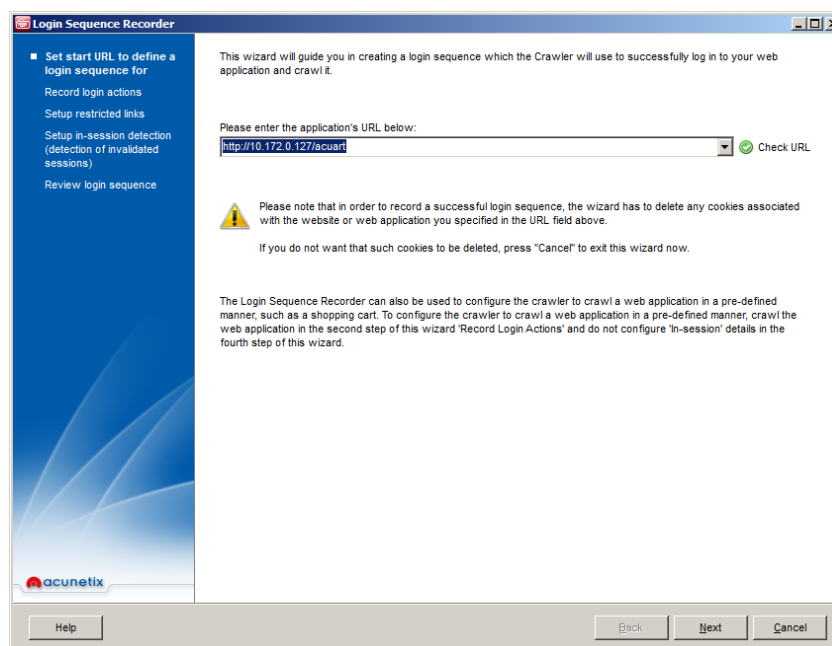 Login Sequence Recorder
Set start URL to define a
login sequence for
Record login actions
Setup restricted links
Setup in-session detection
(detection of invalidated
sessions)
Review login sequence
This wizard will guide you in creating a login sequence which the Crawler will use to successfully log in to your web
application and crawl it.
Please enter the application's URL below:
http://10.172.0.127/acuart
Check URL
Please note that in order to record a successful login sequence, the wizard has to delete any cookies associated
with the website or web application you specified in the URL field above.
If you do not want that such cookies to be deleted, press "Cancel" to exit this wizard now.
The Login Sequence Recorder can also be used to configure the crawler to crawl a web application in a pre-defined
manner, such as a shopping cart. To configure the crawler to crawl a web application in a pre-defined manner, crawl the
web application in the second step of this wizard 'Record Login Actions' and do not configure 'In-session' details in the
fourth step of this wizard.
acunetix
Help
Back
Next
Cancel